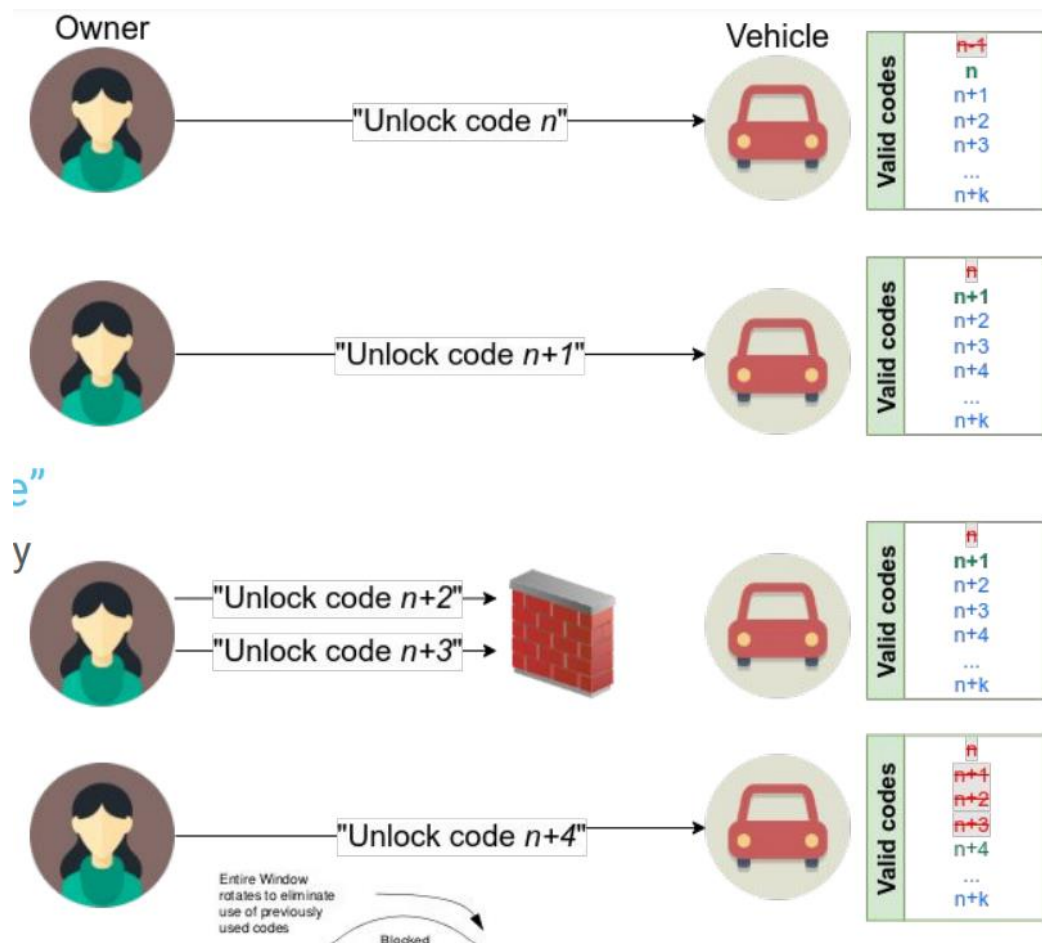 Owner
Vehicle
"Unlock code n"
Valid codes
n-1
n
n+1
n+2
n+3
...
n+k
"Unlock code n+1"
Valid codes
n
n+1
n+2
n+3
n+4
...
n+k
e”
y
"Unlock code n+2"
"Unlock code n+3"
Valid codes
n
n+1
n+2
n+3
n+4
...
n+k
"Unlock code n+4"
Valid codes
n
n+1
n+2
n+3
n+4
...
n+k
Entire Window
rotates to eliminate
use of previously
used codes
Blocked